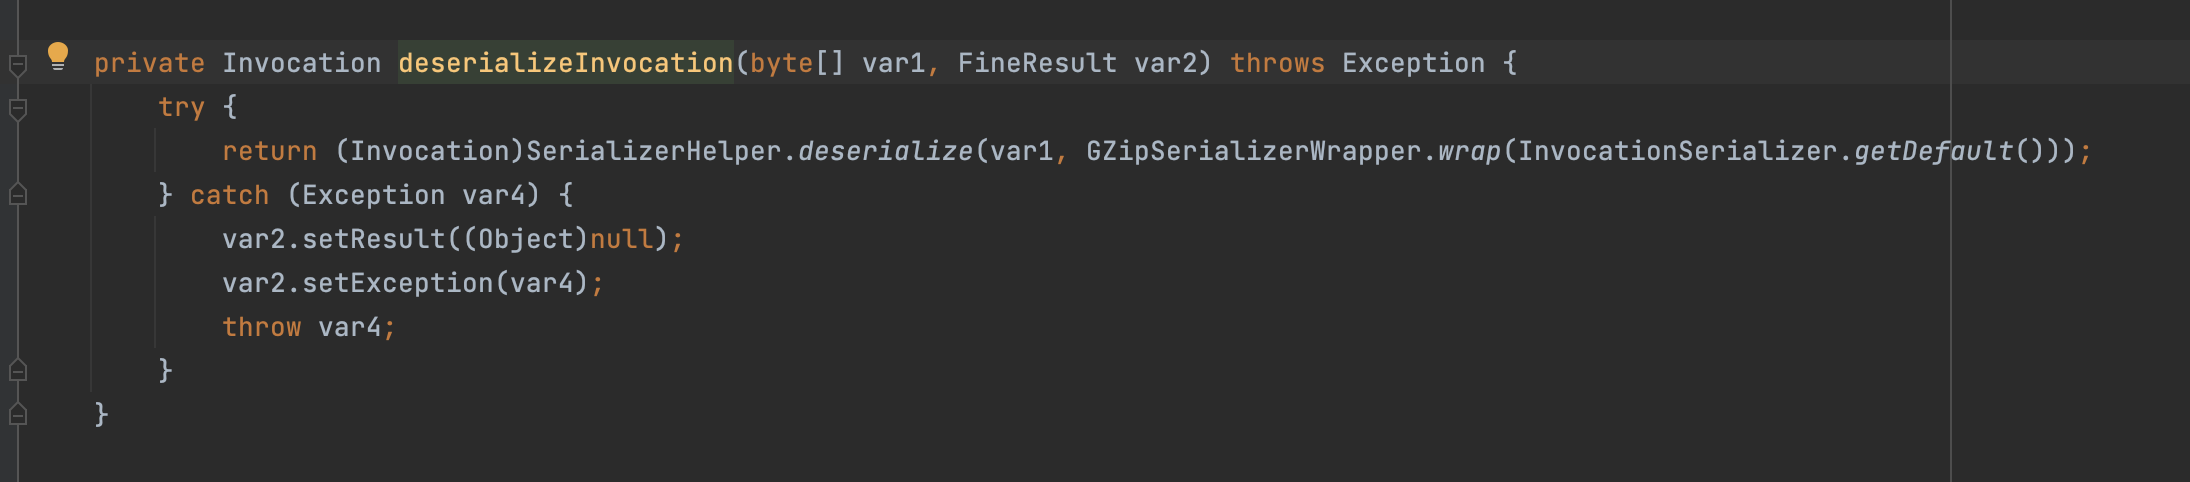 private Invocation deserializeInvocation(byte[] var1, FineResult var2) throws Exception {
    try {
        return (Invocation)SerializerHelper.deserialize(var1, GZipSerializerWrapper.wrap(InvocationSerializer.getDefault()));
    } catch (Exception var4) {
        var2.setResult((Object)null);
        var2.setException(var4);
        throw var4;
    }
}